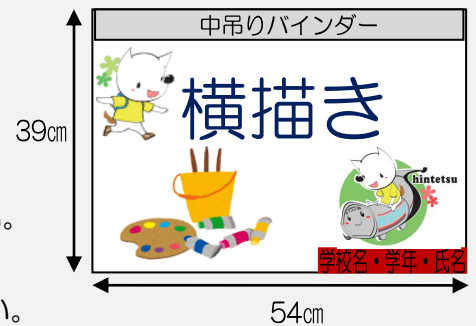 中吊りバインダー
横描き
39㎝
hintetsu
。
学校名・学年・氏名
い。
54㎝